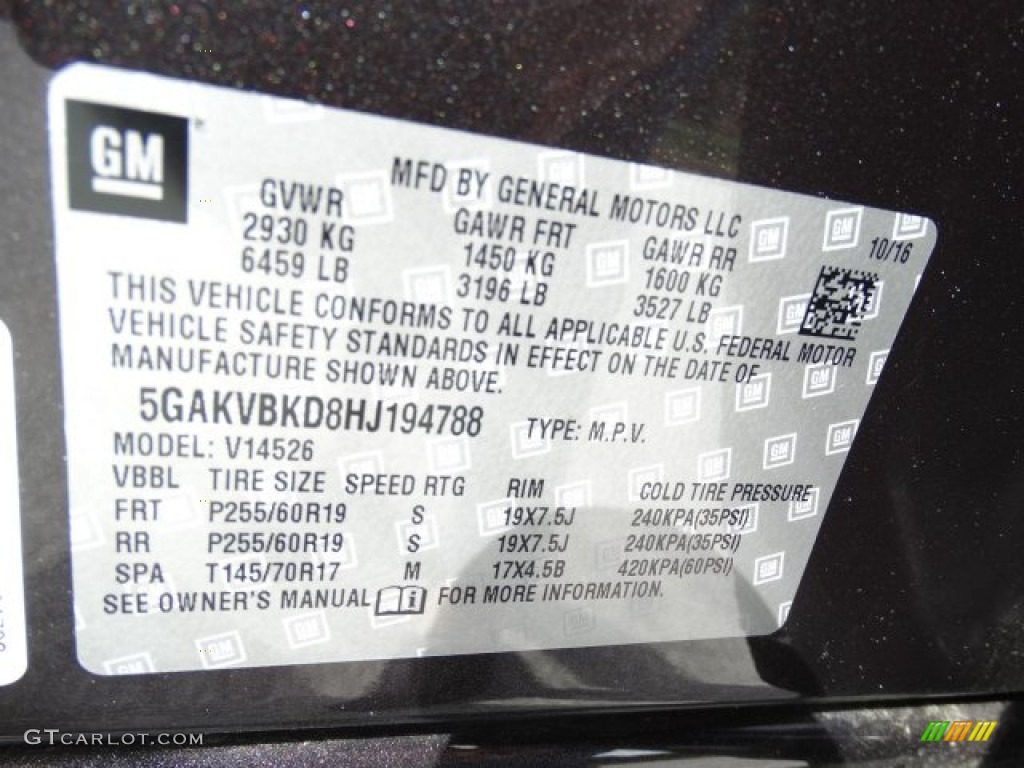 GM
MFD BY GENERAL MOTORS LLC
GVWR GAWR FRT GAWR RR 10/16
2930 KG 1450 KG 1600 KG
6459 LB 3196 LB 3527 LB
THIS VEHICLE CONFORMS TO ALL APPLICABLE U.S. FEDERAL MOTOR
VEHICLE SAFETY STANDARDS IN EFFECT ON THE DATE OF
MANUFACTURE SHOWN ABOVE.
5GAKVBKD8HJ194788 TYPE: M.P.V.
MODEL: V14526
VBBL TIRE SIZE SPEED RTG RIM COLD TIRE PRESSURE
FRT P255/60R19 S 19X7.5J 240KPA(35PSI)
RR P255/60R19 S 19X7.5J 240KPA(35PSI)
SPA T145/70R17 M 17X4.5B 420KPA(60PSI)
SEE OWNER'S MANUAL i FOR MORE INFORMATION.
GTCARLOT.COM